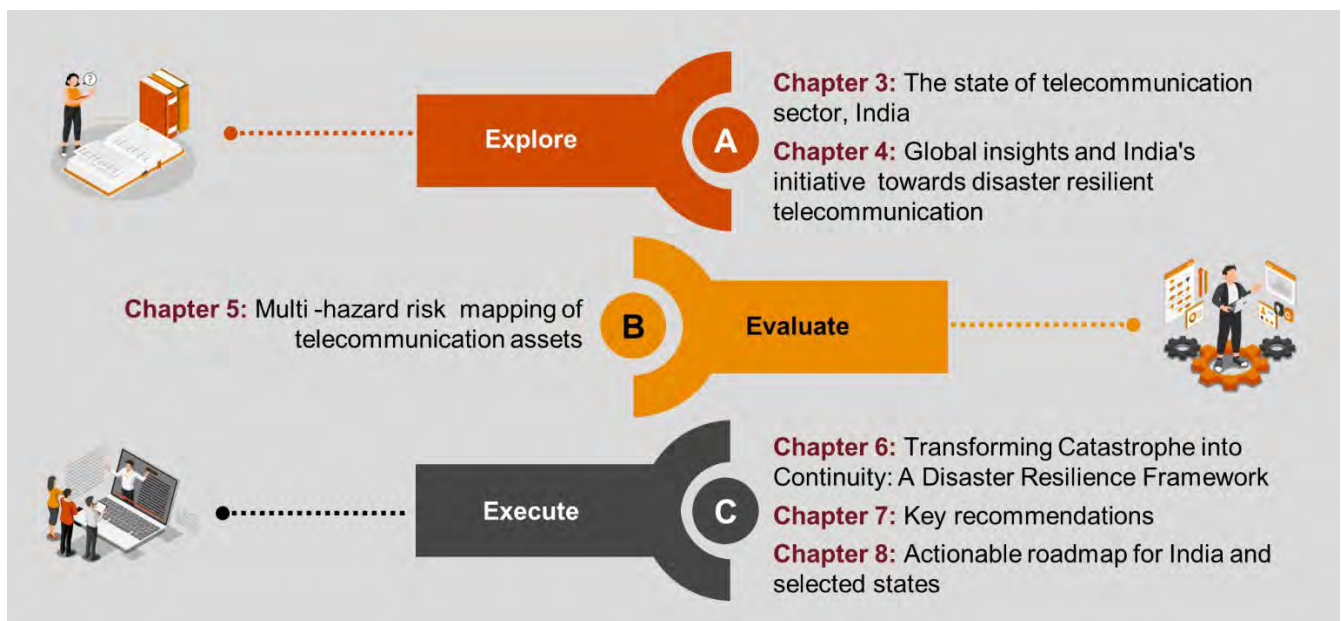 Explore
A
Chapter 3: The state of telecommunication
sector, India
Chapter 4: Global insights and India's
initiative towards disaster resilient
telecommunication
Chapter 5: Multi -hazard risk mapping of
telecommunication assets
B
Evaluate
Execute
C
Chapter 6: Transforming Catastrophe into
Continuity: A Disaster Resilience Framework
Chapter 7: Key recommendations
Chapter 8: Actionable roadmap for India and
selected states
?